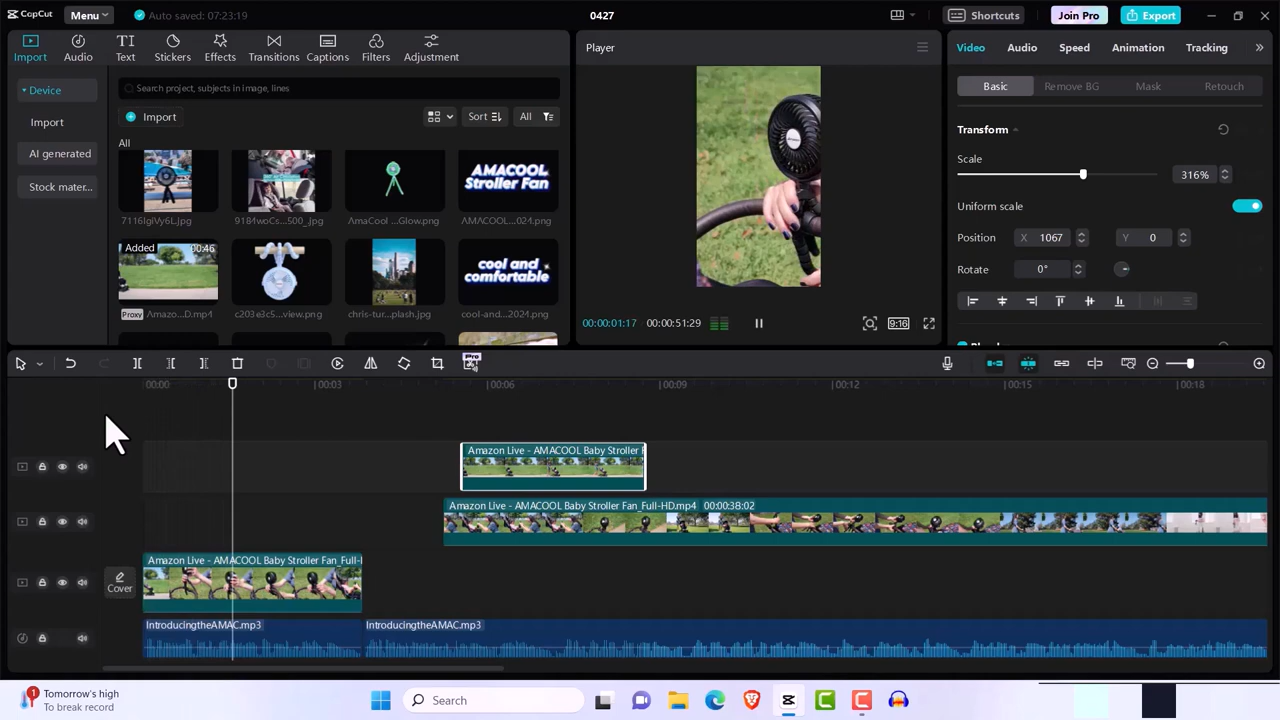 CapCut
Menu
Auto saved: 07:23:19
0427
Shortcuts
Join Pro
Export
Import
Audio
Text
Stickers
Effects
Transitions
Captions
Filters
Adjustment
Player
Video
Audio
Speed
Animation
Tracking
Device
Import
AI generated
Stock mater...
Search project, subjects in image, lines
Import
Sort
All
All
7116IgiVy6L.jpg
9184woCs..._500_.jpg
AmaCool ...Glow.png
AMACOOL
Stroller Fan
AMACOOL...024.png
Added
00:46
Proxy
Amazo...D.mp4
c203e3c5...view.png
chris-tur...plash.jpg
cool and
comfortable
cool-and...2024.png
00:00:01:17
00:00:51:29
9:16
Basic
Remove BG
Mask
Retouch
Transform
Scale
316%
Uniform scale
Position
X 1067
Y 0
Rotate
0°
Pro
00:00
00:03
00:06
00:09
00:12
00:15
00:18
Amazon Live - AMACOOL Baby Stroller F
Amazon Live - AMACOOL Baby Stroller Fan_Full-HD.mp4 00:00:38:02
Amazon Live - AMACOOL Baby Stroller Fan_Full-H
Cover
IntroducingtheAMAC.mp3
IntroducingtheAMAC.mp3
1
Tomorrow's high
To break record
Search